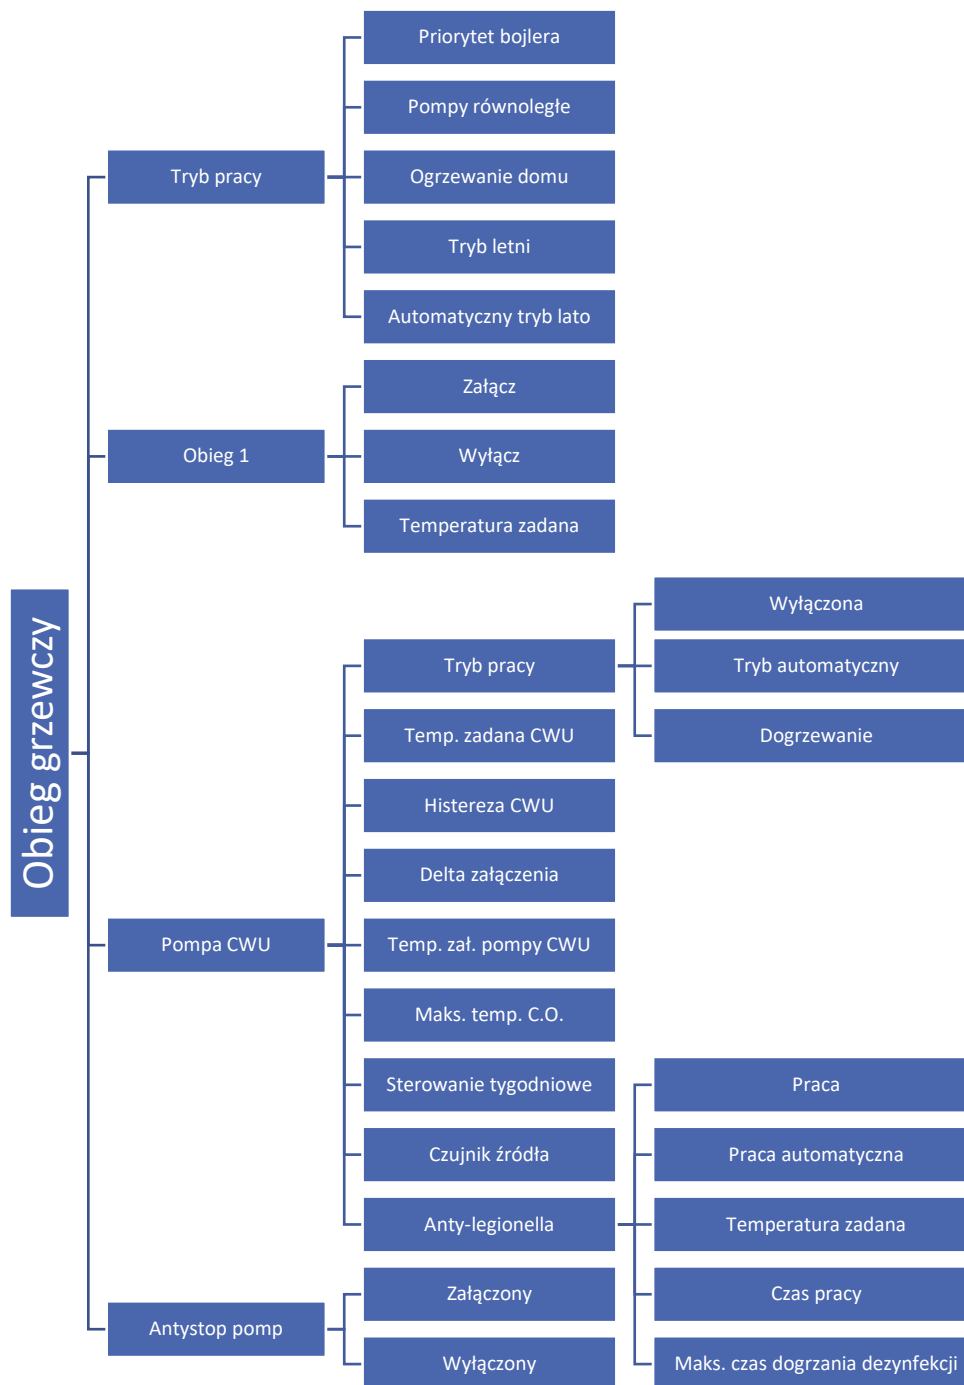 Obieg grzewczy
Tryb pracy
Priorytet bojlera
Pompy równoległe
Ogrzewanie domu
Tryb letni
Automatyczny tryb lato
Obieg 1
Załącz
Wyłącz
Temperatura zadana
Pompa CWU
Tryb pracy
Wyłączona
Tryb automatyczny
Dogrzewanie
Temp. zadana CWU
Histereza CWU
Delta załączenia
Temp. zał. pompy CWU
Maks. temp. C.O.
Sterowanie tygodniowe
Czujnik źródła
Anty-legionella
Praca
Praca automatyczna
Temperatura zadana
Czas pracy
Maks. czas dogrzania dezynfekcji
Antystop pomp
Załączony
Wyłączony